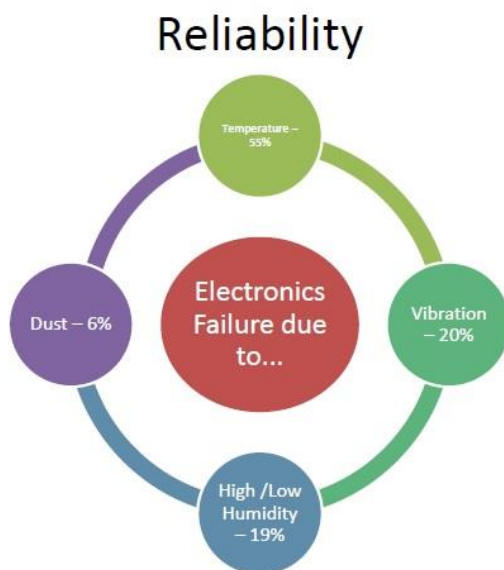 Reliability
Temperature –
55%
Electronics
Failure due
to...
Dust – 6%
Vibration
– 20%
High /Low
Humidity
– 19%